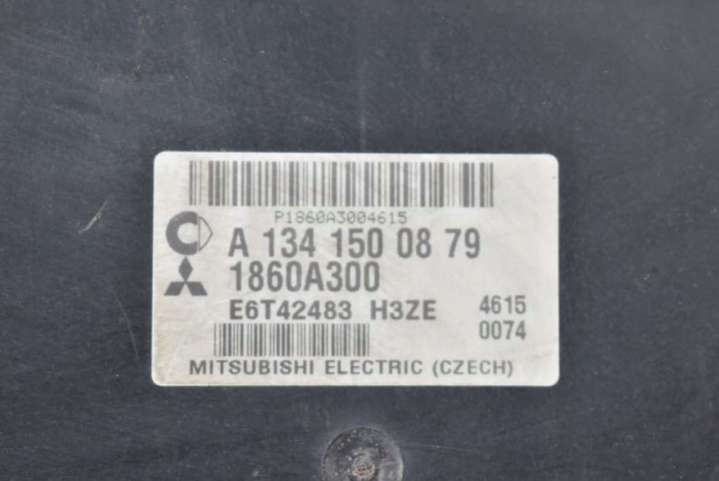 P1860A3004615
A 134 150 08 79
1860A300
E6T42483 H3ZE 4615
0074
MITSUBISHI ELECTRIC (CZECH)